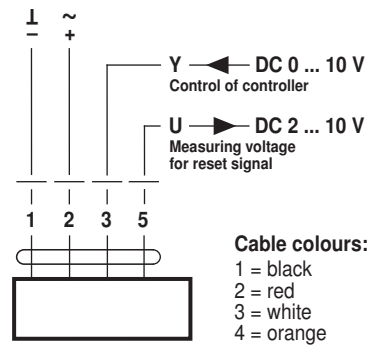 ⊥ ~
– +
Y DC 0 ... 10 V
Control of controller
U DC 2 ... 10 V
Measuring voltage
for reset signal
1 2 3 5
Cable colours:
1 = black
2 = red
3 = white
4 = orange